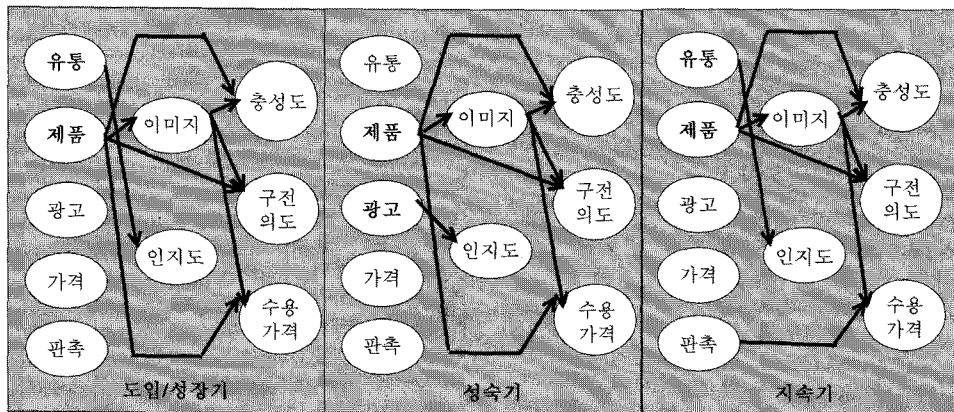 유통
제품
광고
가격
판촉
이미지
인지도
충성도
구전
의도
수용
가격
도입/성장기
유통
제품
광고
가격
판촉
이미지
인지도
충성도
구전
의도
수용
가격
성숙기
유통
제품
광고
가격
판촉
이미지
인지도
충성도
구전
의도
수용
가격
지속기